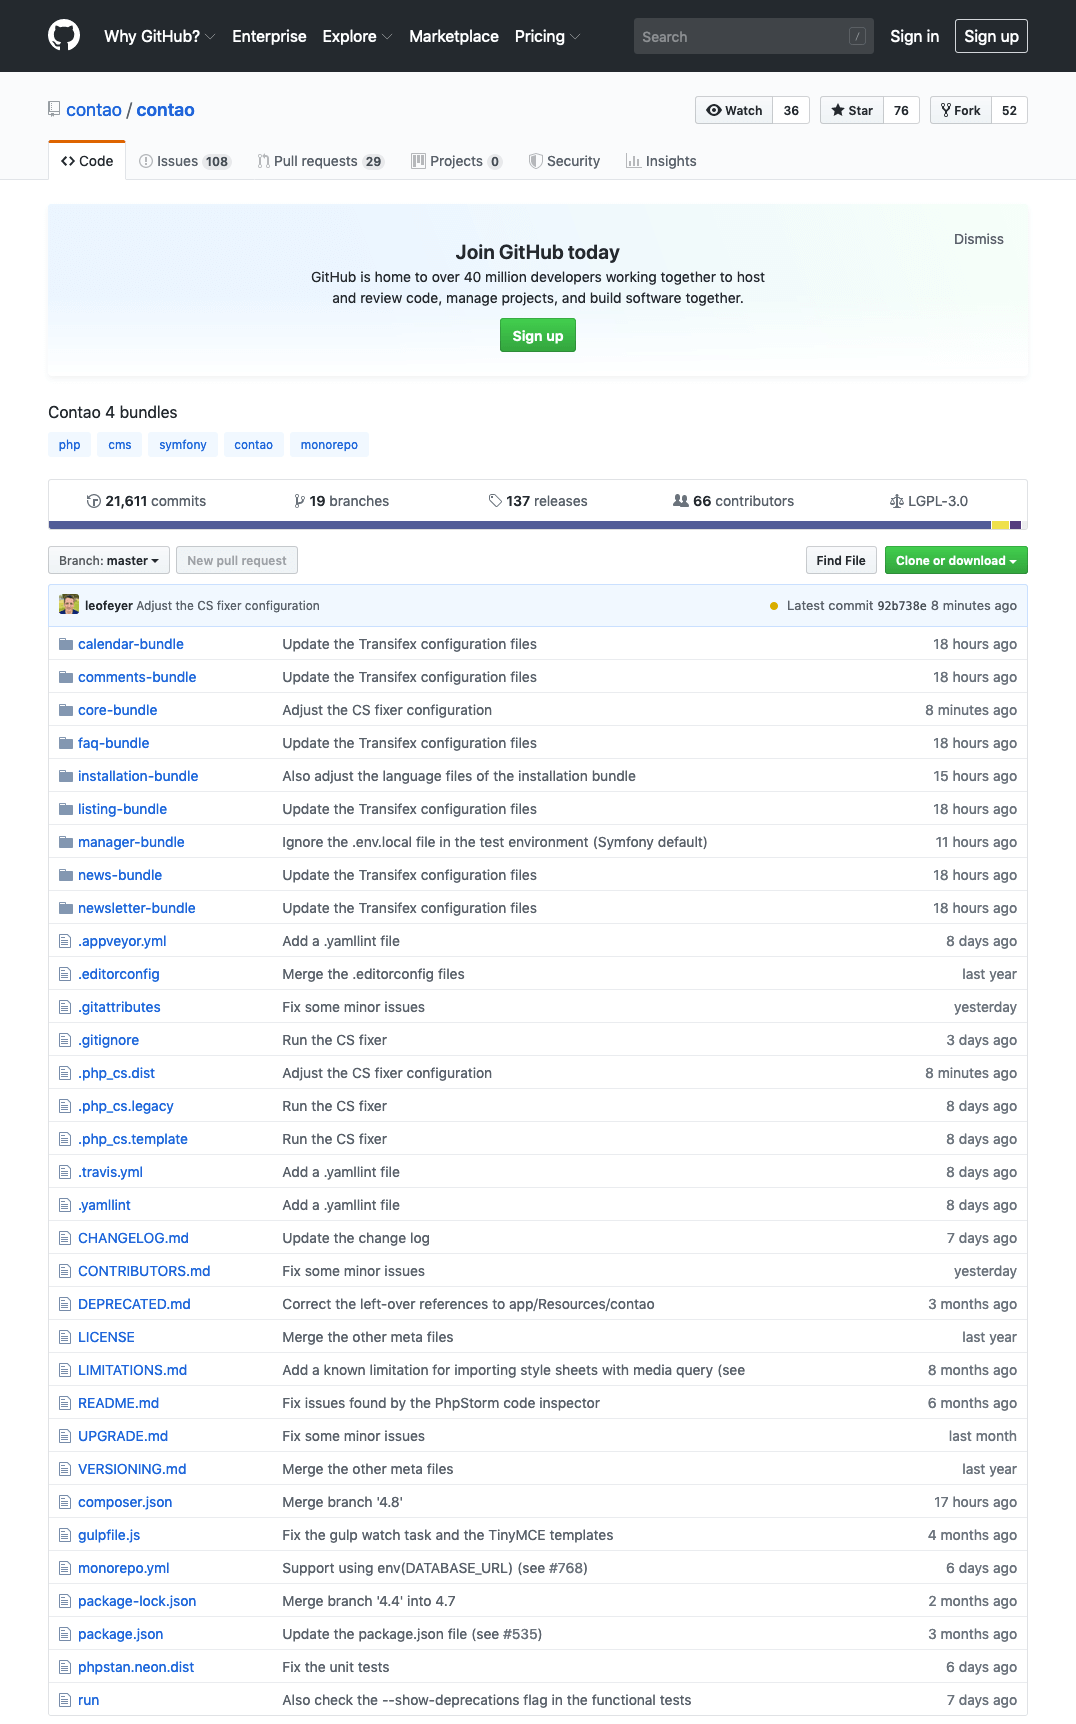 Why GitHub? Enterprise Explore Marketplace Pricing Search / Sign in Sign up
contao / contao Watch 36 Star 76 Fork 52
Code Issues 108 Pull requests 29 Projects 0 Security Insights
Dismiss
Join GitHub today
GitHub is home to over 40 million developers working together to host
and review code, manage projects, and build software together.
Sign up
Contao 4 bundles
php cms symfony contao monorepo
21,611 commits 19 branches 137 releases 66 contributors LGPL-3.0
Branch: master New pull request Find File Clone or download
leofeyer Adjust the CS fixer configuration Latest commit 92b738e 8 minutes ago
calendar-bundle Update the Transifex configuration files 18 hours ago
comments-bundle Update the Transifex configuration files 18 hours ago
core-bundle Adjust the CS fixer configuration 8 minutes ago
faq-bundle Update the Transifex configuration files 18 hours ago
installation-bundle Also adjust the language files of the installation bundle 15 hours ago
listing-bundle Update the Transifex configuration files 18 hours ago
manager-bundle Ignore the .env.local file in the test environment (Symfony default) 11 hours ago
news-bundle Update the Transifex configuration files 18 hours ago
newsletter-bundle Update the Transifex configuration files 18 hours ago
.appveyor.yml Add a .yamllint file 8 days ago
.editorconfig Merge the .editorconfig files last year
.gitattributes Fix some minor issues yesterday
.gitignore Run the CS fixer 3 days ago
.php_cs.dist Adjust the CS fixer configuration 8 minutes ago
.php_cs.legacy Run the CS fixer 8 days ago
.php_cs.template Run the CS fixer 8 days ago
.travis.yml Add a .yamllint file 8 days ago
.yamllint Add a .yamllint file 8 days ago
CHANGELOG.md Update the change log 7 days ago
CONTRIBUTORS.md Fix some minor issues yesterday
DEPRECATED.md Correct the left-over references to app/Resources/contao 3 months ago
LICENSE Merge the other meta files last year
LIMITATIONS.md Add a known limitation for importing style sheets with media query (see 8 months ago
README.md Fix issues found by the PhpStorm code inspector 6 months ago
UPGRADE.md Fix some minor issues last month
VERSIONING.md Merge the other meta files last year
composer.json Merge branch '4.8' 17 hours ago
gulpfile.js Fix the gulp watch task and the TinyMCE templates 4 months ago
monorepo.yml Support using env(DATABASE_URL) (see #768) 6 days ago
package-lock.json Merge branch '4.4' into 4.7 2 months ago
package.json Update the package.json file (see #535) 3 months ago
phpstan.neon.dist Fix the unit tests 6 days ago
run Also check the --show-deprecations flag in the functional tests 7 days ago